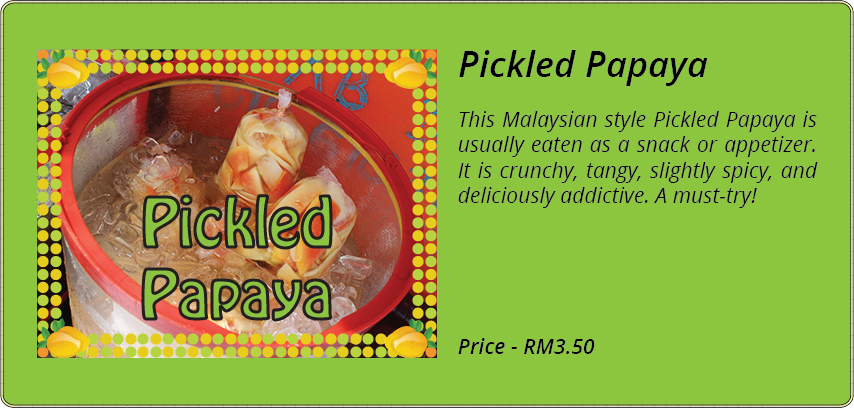 Pickled Papaya
This Malaysian style Pickled Papaya is
usually eaten as a snack or appetizer.
It is crunchy, tangy, slightly spicy, and
deliciously addictive. A must-try!
Pickled
Papaya
Price - RM3.50